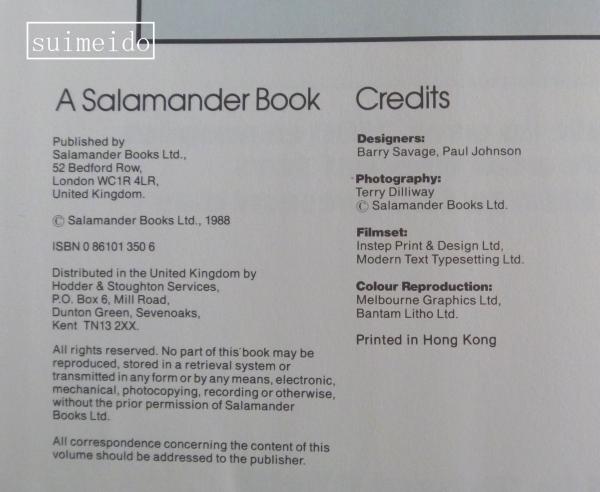 suimeido
A Salamander Book
Published by
Salamander Books Ltd.,
52 Bedford Row,
London WC1R 4LR,
United Kingdom.
© Salamander Books Ltd., 1988
ISBN 0 86101 350 6
Distributed in the United Kingdom by
Hodder & Stoughton Services,
P.O. Box 6, Mill Road,
Dunton Green, Sevenoaks,
Kent TN13 2XX.
All rights reserved. No part of this book may be
reproduced, stored in a retrieval system or
transmitted in any form or by any means, electronic,
mechanical, photocopying, recording or otherwise,
without the prior permission of Salamander
Books Ltd.
All correspondence concerning the content of this
volume should be addressed to the publisher.
Credits
Designers:
Barry Savage, Paul Johnson
Photography:
Terry Dilliway
© Salamander Books Ltd.
Filmset:
Instep Print & Design Ltd,
Modern Text Typesetting Ltd.
Colour Reproduction:
Melbourne Graphics Ltd,
Bantam Litho Ltd.
Printed in Hong Kong